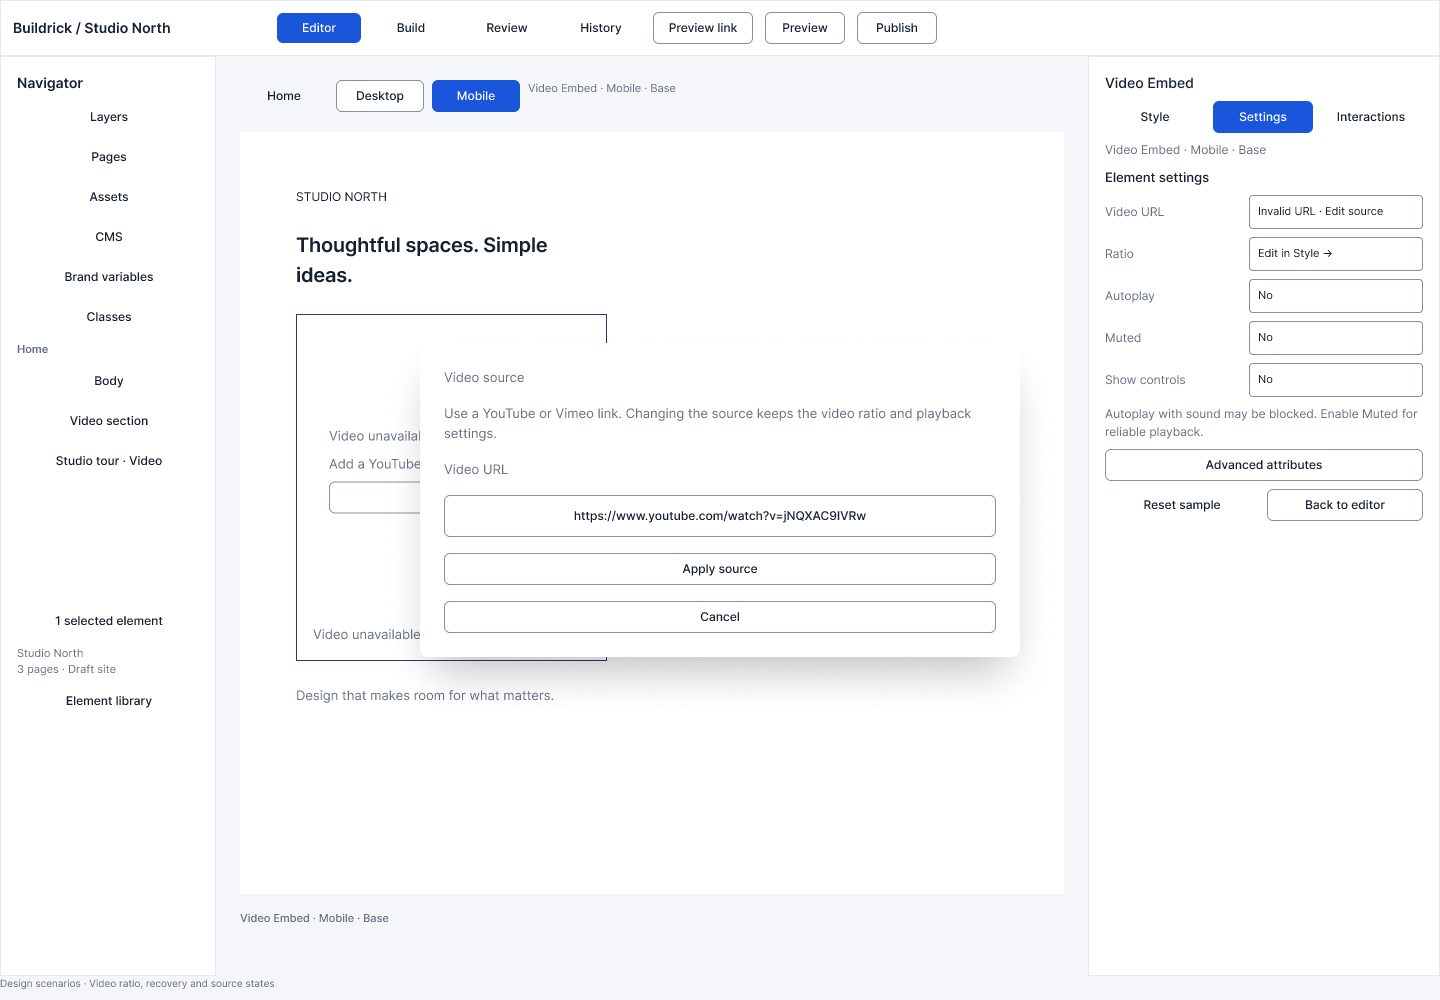 Buildrick / Studio North
Editor
Build
Review
History
Preview link
Preview
Publish
Navigator
Layers
Pages
Assets
CMS
Brand variables
Classes
Home
Body
Video section
Studio tour · Video
1 selected element
Studio North
3 pages · Draft site
Element library
Home
Desktop
Mobile
Video Embed · Mobile · Base
STUDIO NORTH
Thoughtful spaces. Simple
ideas.
Add a YouTube
Video unavailable
Design that makes room for what matters.
Video Embed · Mobile · Base
Video source
Use a YouTube or Vimeo link. Changing the source keeps the video ratio and playback
settings.
Video URL
https://www.youtube.com/watch?v=jNQXAC9IVRw
Apply source
Cancel
Video Embed
Style
Settings
Interactions
Video Embed · Mobile · Base
Element settings
Video URL
Invalid URL · Edit source
Ratio
Edit in Style →
Autoplay
No
Muted
No
Show controls
No
Autoplay with sound may be blocked. Enable Muted for
reliable playback.
Advanced attributes
Reset sample
Back to editor
Design scenarios · Video ratio, recovery and source states